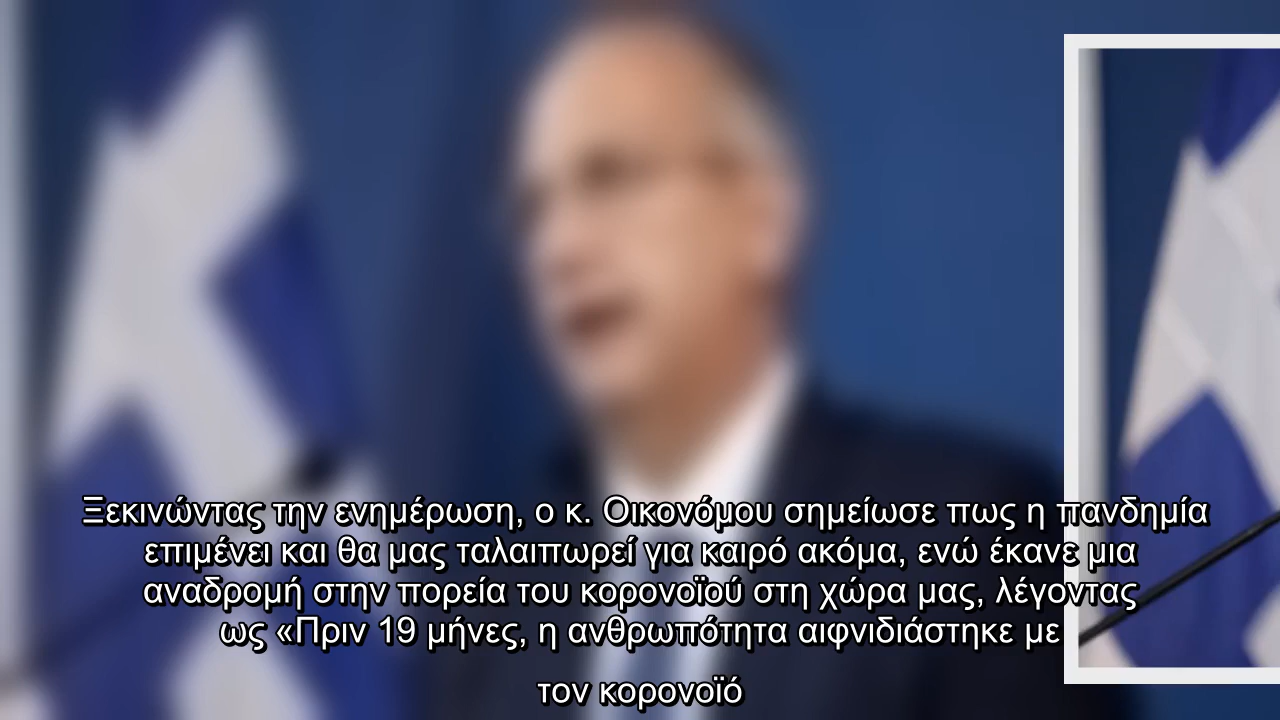 Ξεκινώντας την ενημέρωση, ο κ. Οικονόμου σημείωσε πως η πανδημία
επιμένει και θα μας ταλαιπωρεί για καιρό ακόμα, ενώ έκανε μια
αναδρομή στην πορεία του κορονοϊού στη χώρα μας, λέγοντας
ως «Πριν 19 μήνες, η ανθρωπότητα αιφνιδιάστηκε με
τον κορονοϊό